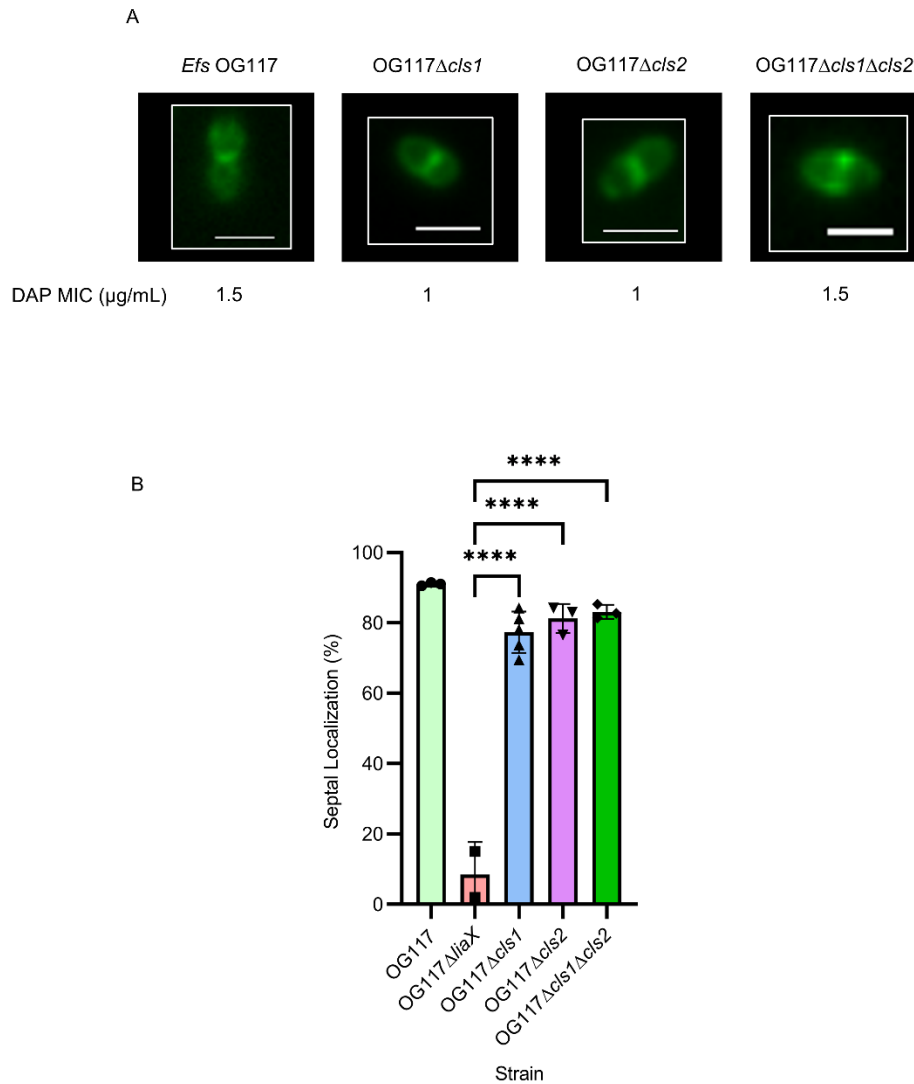 A
Efs OG117 OG117Δcls1 OG117Δcls2 OG117Δcls1Δcls2
DAP MIC (µg/mL) 1.5 1 1 1.5
B
****
****
****
100
80
60
40
20
0
Septal Localization (%)
OG117
OG117ΔliaX
OG117Δcls1
OG117Δcls2
OG117Δcls1Δcls2
Strain